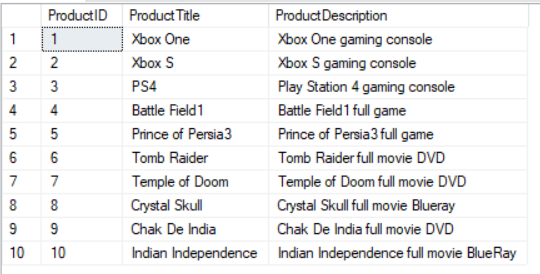 ProductID ProductTitle ProductDescription
1 1 Xbox One Xbox One gaming console
2 2 Xbox S Xbox S gaming console
3 3 PS4 Play Station 4 gaming console
4 4 Battle Field1 Battle Field1 full game
5 5 Prince of Persia3 Prince of Persia3 full game
6 6 Tomb Raider Tomb Raider full movie DVD
7 7 Temple of Doom Temple of Doom full movie DVD
8 8 Crystal Skull Crystal Skull full movie Blueray
9 9 Chak De India Chak De India full movie DVD
10 10 Indian Independence Indian Independence full movie BlueRay